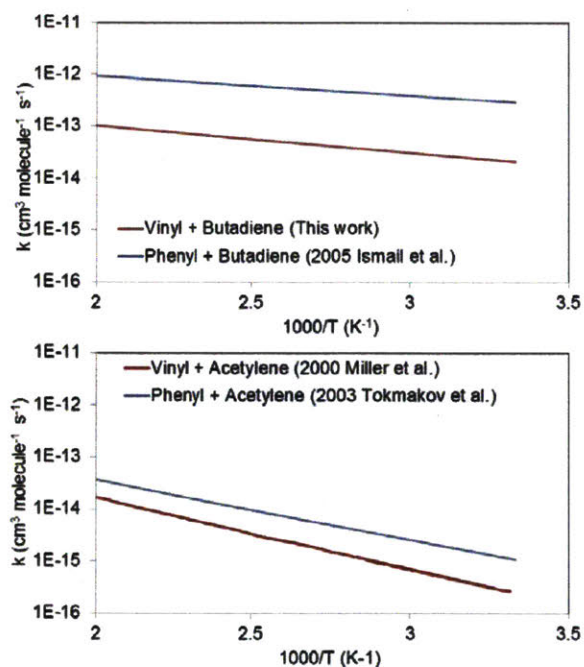 1E-11
1E-12
1E-13
1E-14
1E-15
1E-16
k (cm³ molecule⁻¹ s⁻¹)
Vinyl + Butadiene (This work)
Phenyl + Butadiene (2005 Ismail et al.)
2
2.5
3
3.5
1000/T (K⁻¹)
1E-11
1E-12
1E-13
1E-14
1E-15
1E-16
k (cm³ molecule⁻¹ s⁻¹)
Vinyl + Acetylene (2000 Miller et al.)
Phenyl + Acetylene (2003 Tokmakov et al.)
2
2.5
3
3.5
1000/T (K-1)